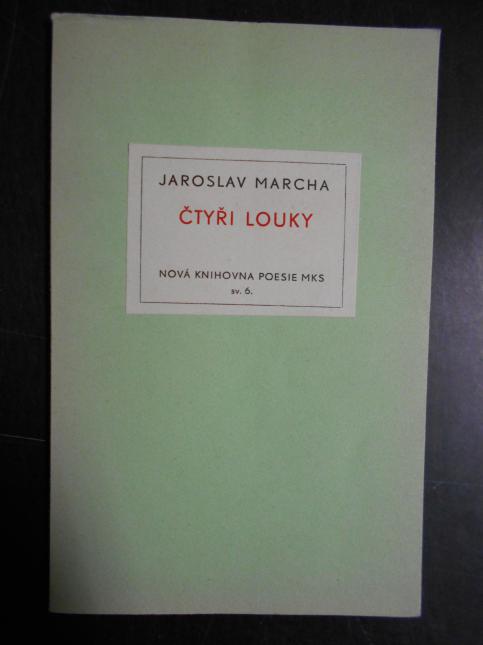 JAROSLAV MARCHA
ČTYŘI LOUKY
NOVÁ KNIHOVNA POESIE MKS
sv. 6.